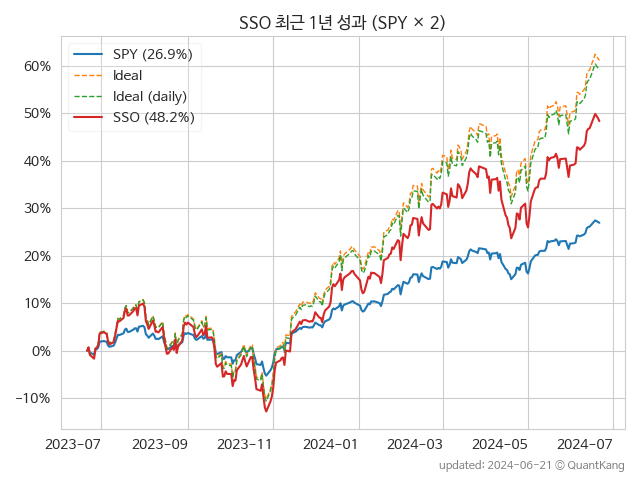 SSO 최근 1년 성과 (SPY × 2)
SPY (26.9%)
Ideal
Ideal (daily)
SSO (48.2%)
60%
50%
40%
30%
20%
10%
0%
−10%
2023-07 2023-09 2023-11 2024-01 2024-03 2024-05 2024-07
updated: 2024-06-21 © QuantKang